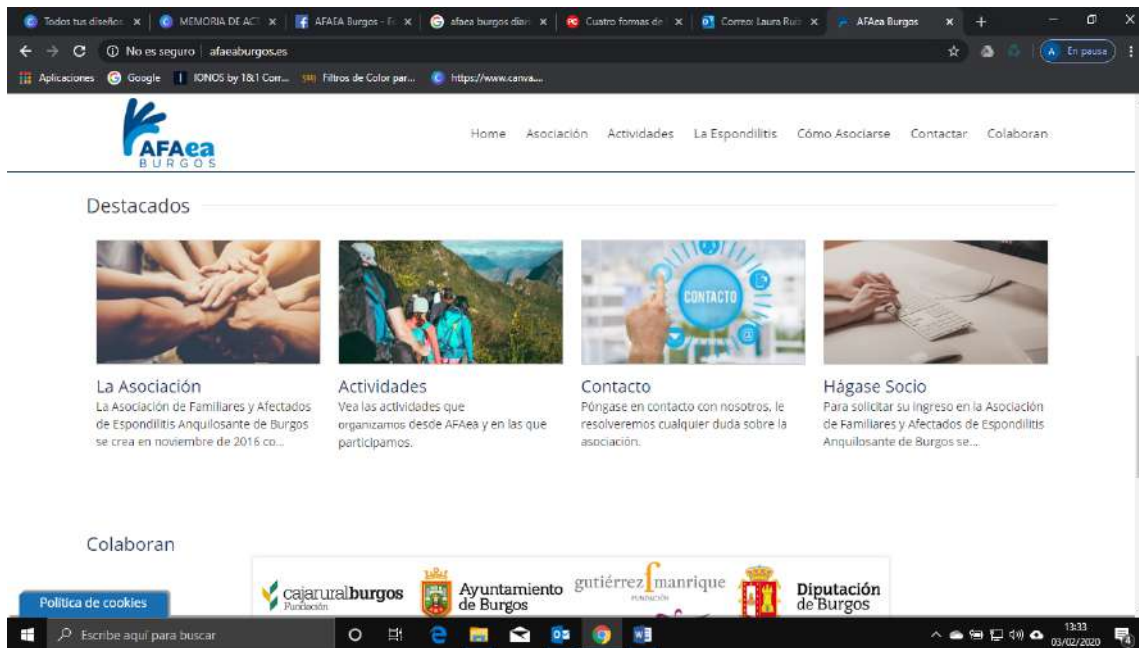 Todos tus diseño:
MEMORIA DE ACT
AFAEA Burgos - F
afaea burgos diari
Cuatro formas de
Correo: Laura Rui
AFAea Burgos
No es seguro | afaeaburgos.es
En pausa
Aplicaciones
Google
IONOS by 1&1 Corr...
Filtros de Color par...
https://www.canva....
AFAea
BURGOS
Home Asociación Actividades La Espondilitis Cómo Asociarse Contactar Colaboran
Destacados
CONTACTO
La Asociación
La Asociación de Familiares y Afectados
de Espondilitis Anquilosante de Burgos
se crea en noviembre de 2016 co...
Actividades
Vea las actividades que
organizamos desde AFAea y en las que
participamos.
Contacto
Póngase en contacto con nosotros, le
resolveremos cualquier duda sobre la
asociación.
Hágase Socio
Para solicitar su ingreso en la Asociación
de Familiares y Afectados de Espondilitis
Anquilosante de Burgos se...
Colaboran
cajaruralburgos
Fundación
Ayuntamiento
de Burgos
gutiérrez manrique
FUNDACIÓN
Diputación
de Burgos
Política de cookies
Escribe aquí para buscar
13:33
03/02/2020